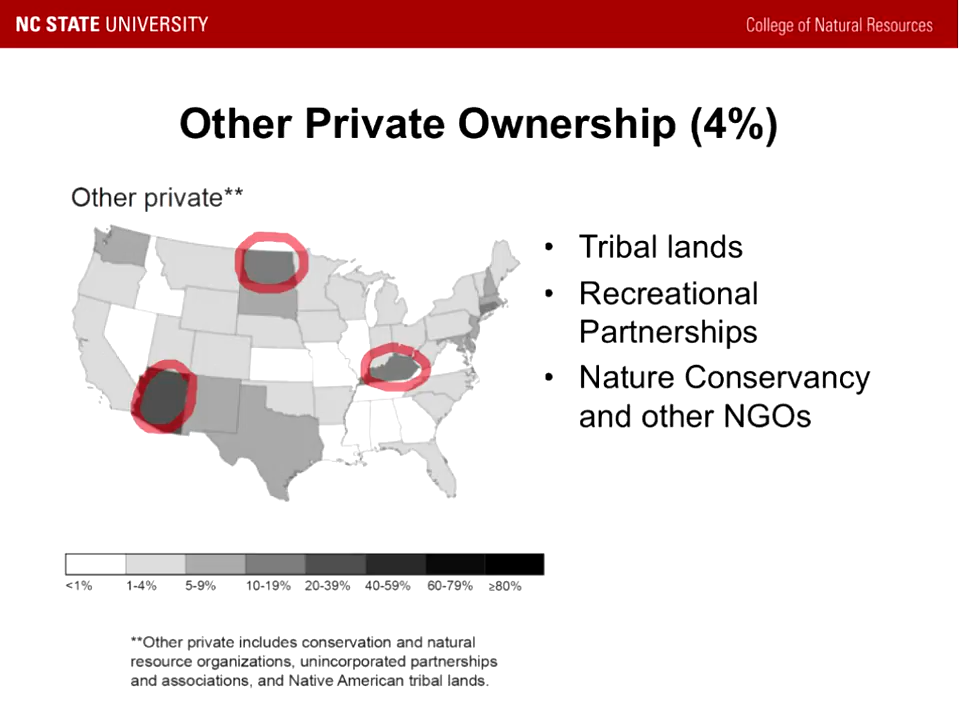 NC STATE UNIVERSITY
College of Natural Resources
Other Private Ownership (4%)
Other private**
• Tribal lands
• Recreational
Partnerships
• Nature Conservancy
and other NGOs
<1% 1-4% 5-9% 10-19% 20-39% 40-59% 60-79% ≥80%
**Other private includes conservation and natural
resource organizations, unincorporated partnerships
and associations, and Native American tribal lands.